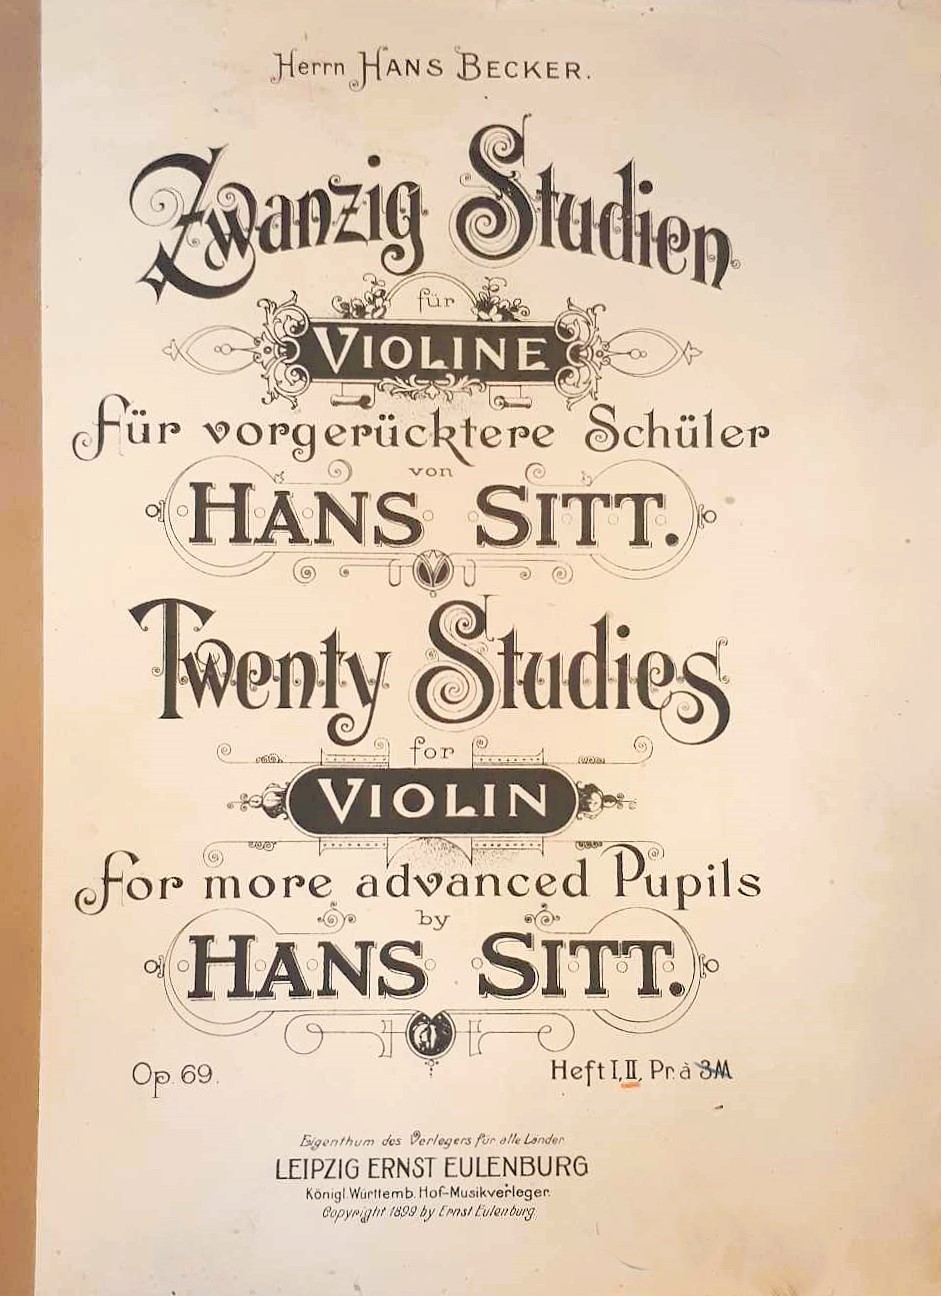 Herrn HANS BECKER.
Zwanzig Studien
für
VIOLINE
für vorgerücktere Schüler
von
HANS SITT.
Twenty Studies
for
VIOLIN
for more advanced Pupils
by
HANS SITT.
Op. 69. Heft I, II, Pr. à 3M
Eigenthum des Verlegers für alle Länder
LEIPZIG ERNST EULENBURG
Königl. Württemb. Hof-Musikverleger.
Copyright 1899 by Ernst Eulenburg